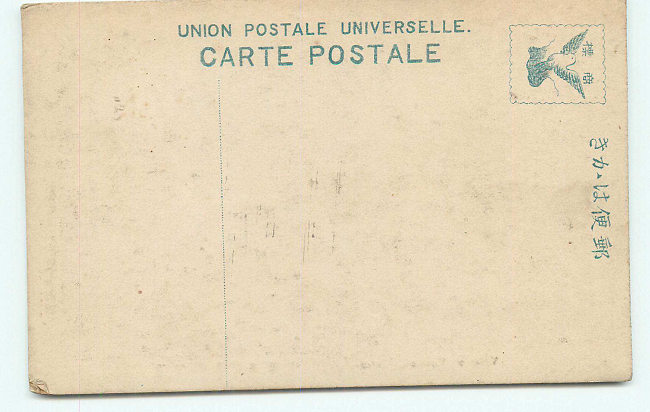 UNION POSTALE UNIVERSELLE.
CARTE POSTALE
郵便はがき